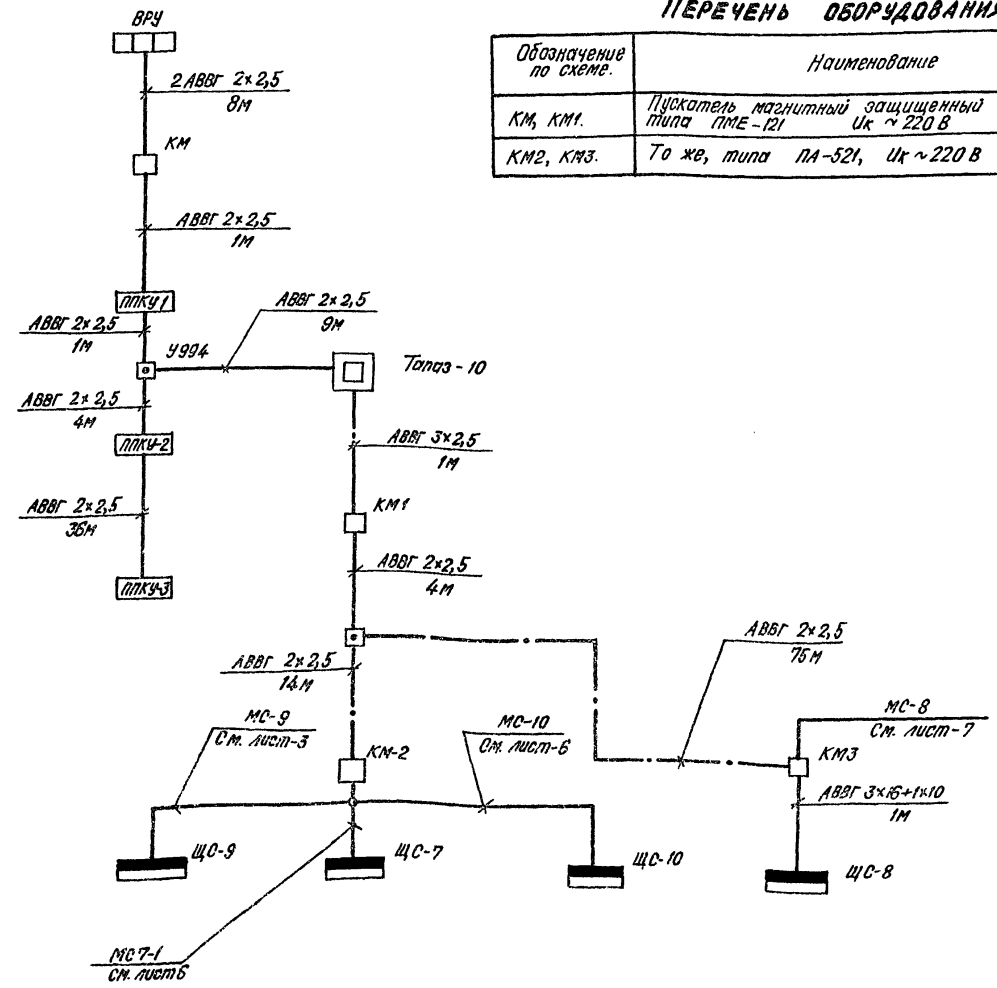 ПЕРЕЧЕНЬ ОБОРУДОВАНИЯ
Обозначение
по схеме.
Наименование
КМ, КМ1.
Пускатель магнитный защищенный
типа ПМЕ-121 Uк ~ 220 В
КМ2, КМ3.
То же, типа ПА-521, Uк ~ 220 В
ВРУ
2АВВГ 2×2,5
8м
КМ
АВВГ 2×2,5
1м
ППКУ1
АВВГ 2×2,5
1м
У994
АВВГ 2×2,5
9м
Топаз-10
АВВГ 2×2,5
4м
ППКУ-2
АВВГ 3×2,5
1м
АВВГ 2×2,5
36м
КМ1
ППКУ-3
АВВГ 2×2,5
4м
АВВГ 2×2,5
14м
АВВГ 2×2,5
75м
МС-9
См. лист-3
МС-10
См. лист-6
МС-8
См. лист-7
КМ-2
КМ3
АВВГ 3×16+1×10
1м
ЩС-9
ЩС-7
ЩС-10
ЩС-8
МС7-1
См. лист6